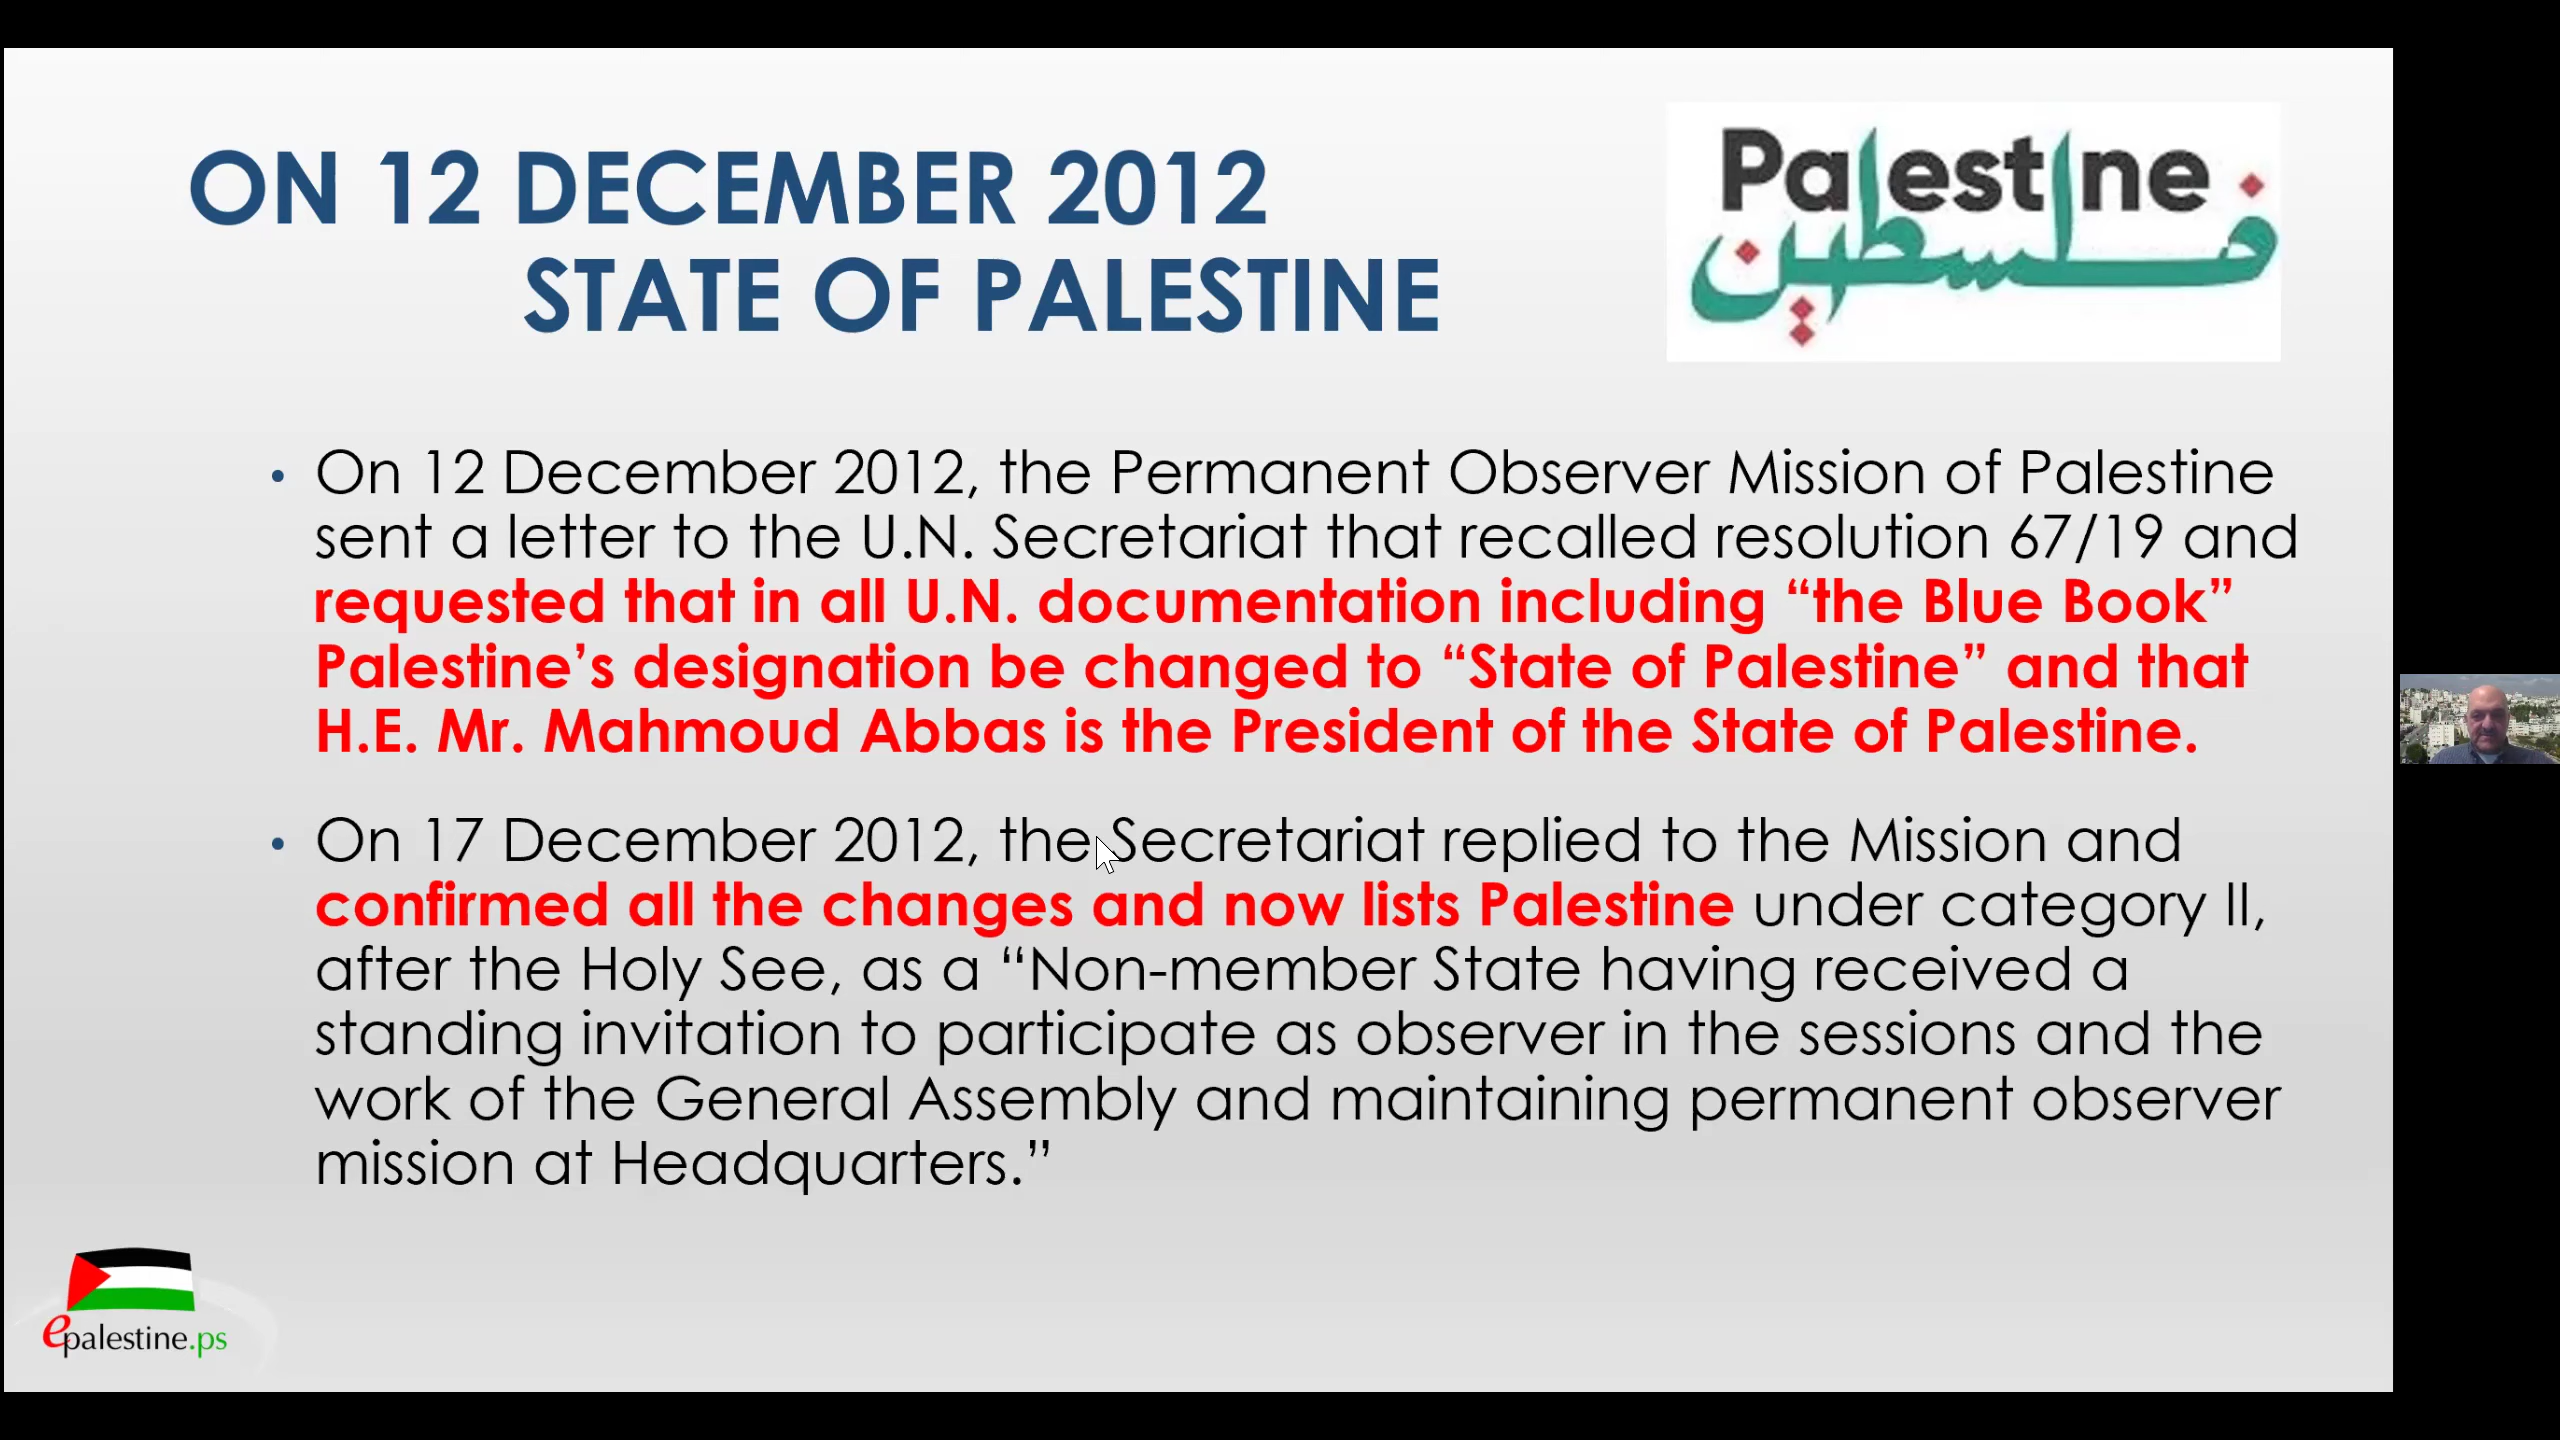 ON 12 DECEMBER 2012
STATE OF PALESTINE
Palestine
فلسطين
• On 12 December 2012, the Permanent Observer Mission of Palestine
sent a letter to the U.N. Secretariat that recalled resolution 67/19 and
requested that in all U.N. documentation including “the Blue Book”
Palestine’s designation be changed to “State of Palestine” and that
H.E. Mr. Mahmoud Abbas is the President of the State of Palestine.
• On 17 December 2012, the Secretariat replied to the Mission and
confirmed all the changes and now lists Palestine under category II,
after the Holy See, as a “Non-member State having received a
standing invitation to participate as observer in the sessions and the
work of the General Assembly and maintaining permanent observer
mission at Headquarters.”
epalestine.ps